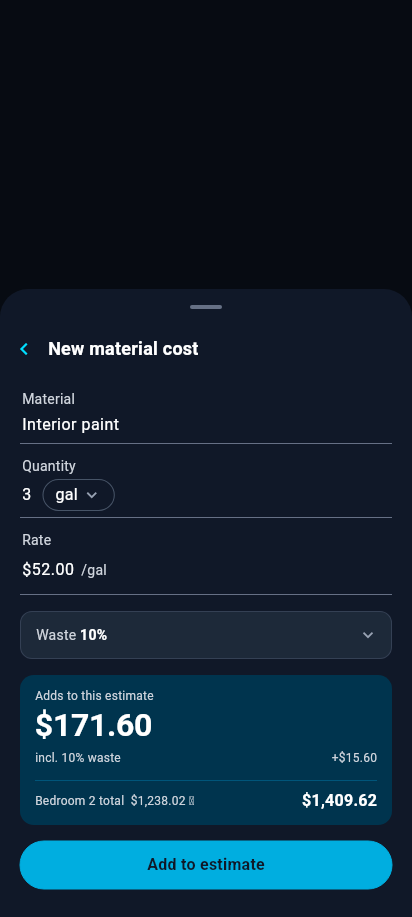 New material cost
Material
Interior paint
Quantity
3 gal
Rate
$52.00 /gal
Waste 10%
Adds to this estimate
$171.60
incl. 10% waste +$15.60
Bedroom 2 total $1,238.02 $1,409.62
Add to estimate